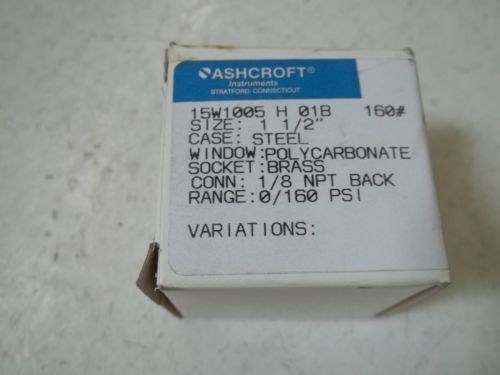 ASHCROFT®
Instruments
STRATFORD, CONNECTICUT
15W1005 H 01B 160#
SIZE: 1 1/2"
CASE: STEEL
WINDOW:POLYCARBONATE
SOCKET:BRASS
CONN: 1/8 NPT BACK
RANGE:0/160 PSI
VARIATIONS: